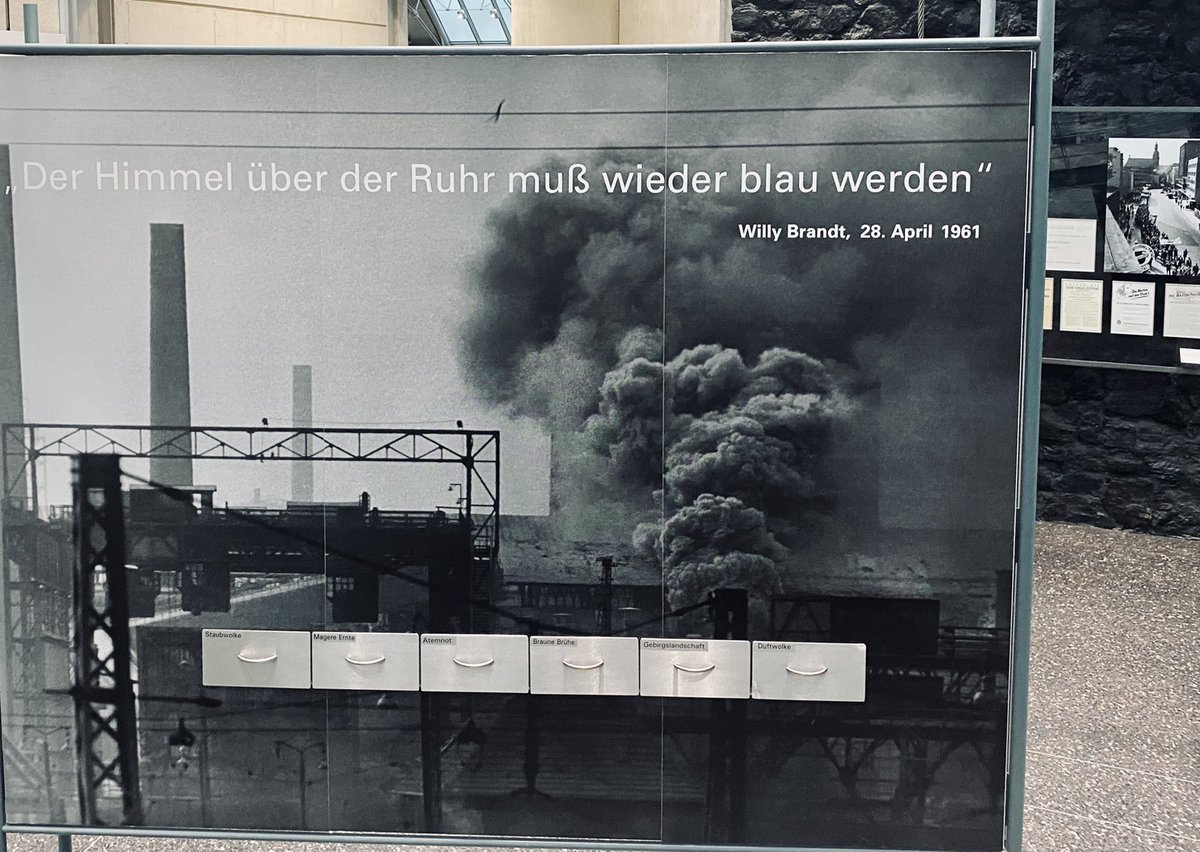 „Der Himmel über der Ruhr muß wieder blau werden“
Willy Brandt, 28. April 1961
Staubwolke
Magere Ernte
Atemnot
Braune Brühe
Gebirgslandschaft
Duftwolke